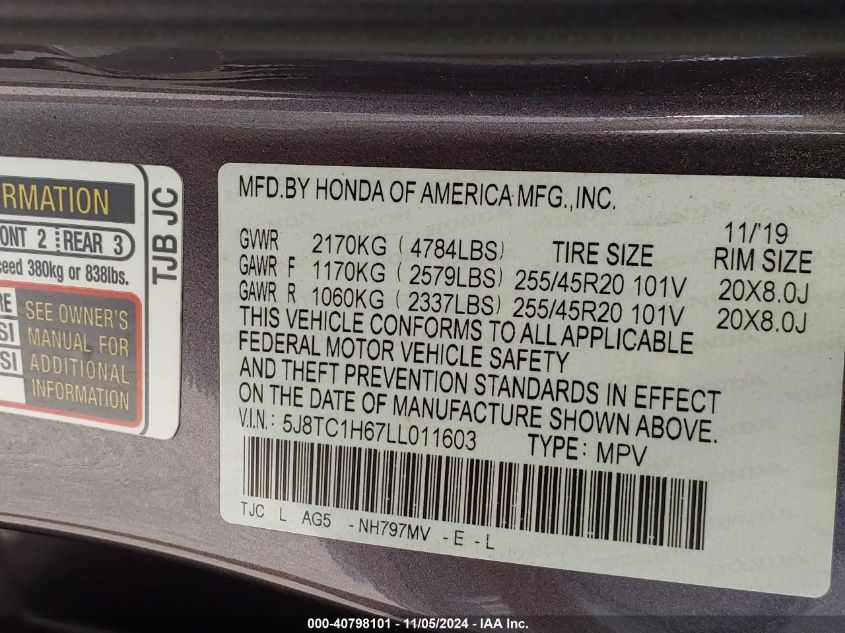 RMATION
ONT 2 REAR 3
ceed 380kg or 838lbs.
RE
SI
SI
SEE OWNER'S
MANUAL FOR
ADDITIONAL
INFORMATION
TJB JC
MFD.BY HONDA OF AMERICA MFG.,INC.
11/'19
GVWR 2170KG ( 4784LBS) TIRE SIZE RIM SIZE
GAWR F 1170KG ( 2579LBS) 255/45R20 101V 20X8.0J
GAWR R 1060KG ( 2337LBS) 255/45R20 101V 20X8.0J
THIS VEHICLE CONFORMS TO ALL APPLICABLE
FEDERAL MOTOR VEHICLE SAFETY
AND THEFT PREVENTION STANDARDS IN EFFECT
ON THE DATE OF MANUFACTURE SHOWN ABOVE.
V.I.N.: 5J8TC1H67LL011603 TYPE: MPV
TJC L AG5 -NH797MV -E-L
000-40798101 - 11/05/2024 - IAA Inc.